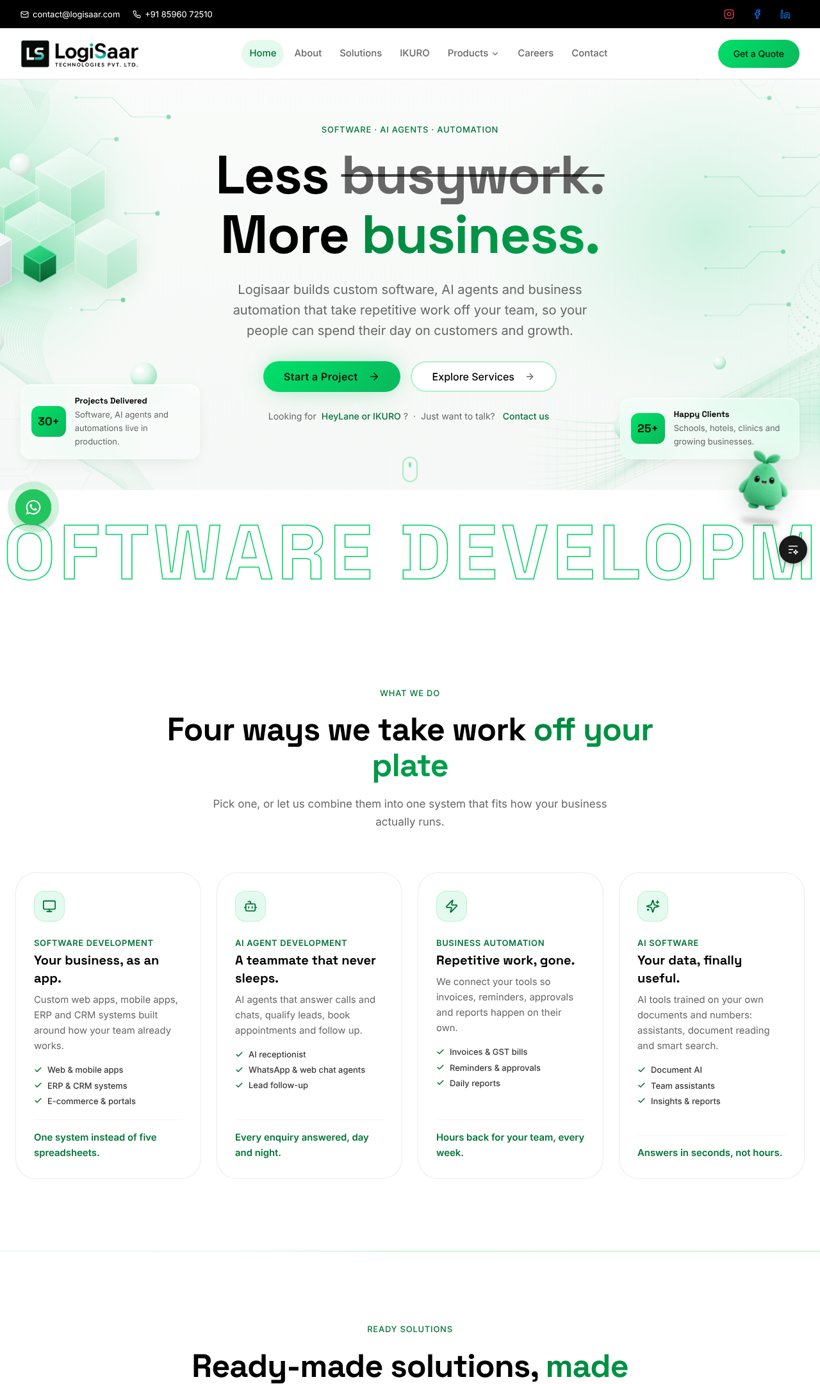 contact@logisaar.com +91 85960 72510
LS LogiSaar
TECHNOLOGIES PVT. LTD.
Home About Solutions IKURO Products Careers Contact
Get a Quote
SOFTWARE · AI AGENTS · AUTOMATION
Less busywork.
More business.
Logisaar builds custom software, AI agents and business
automation that take repetitive work off your team, so your
people can spend their day on customers and growth.
Start a Project → Explore Services →
Looking for HeyLane or IKURO ? · Just want to talk? Contact us
30+
Projects Delivered
Software, AI agents and
automations live in
production.
25+
Happy Clients
Schools, hotels, clinics and
growing businesses.
OFTWARE DEVELOPM
WHAT WE DO
Four ways we take work off your
plate
Pick one, or let us combine them into one system that fits how your business
actually runs.
SOFTWARE DEVELOPMENT
Your business, as an
app.
Custom web apps, mobile apps,
ERP and CRM systems built
around how your team already
works.
Web & mobile apps
ERP & CRM systems
E-commerce & portals
One system instead of five
spreadsheets.
AI AGENT DEVELOPMENT
A teammate that never
sleeps.
AI agents that answer calls and
chats, qualify leads, book
appointments and follow up.
AI receptionist
WhatsApp & web chat agents
Lead follow-up
Every enquiry answered, day
and night.
BUSINESS AUTOMATION
Repetitive work, gone.
We connect your tools so
invoices, reminders, approvals
and reports happen on their
own.
Invoices & GST bills
Reminders & approvals
Daily reports
Hours back for your team, every
week.
AI SOFTWARE
Your data, finally
useful.
AI tools trained on your own
documents and numbers:
assistants, document reading
and smart search.
Document AI
Team assistants
Insights & reports
Answers in seconds, not hours.
READY SOLUTIONS
Ready-made solutions, made